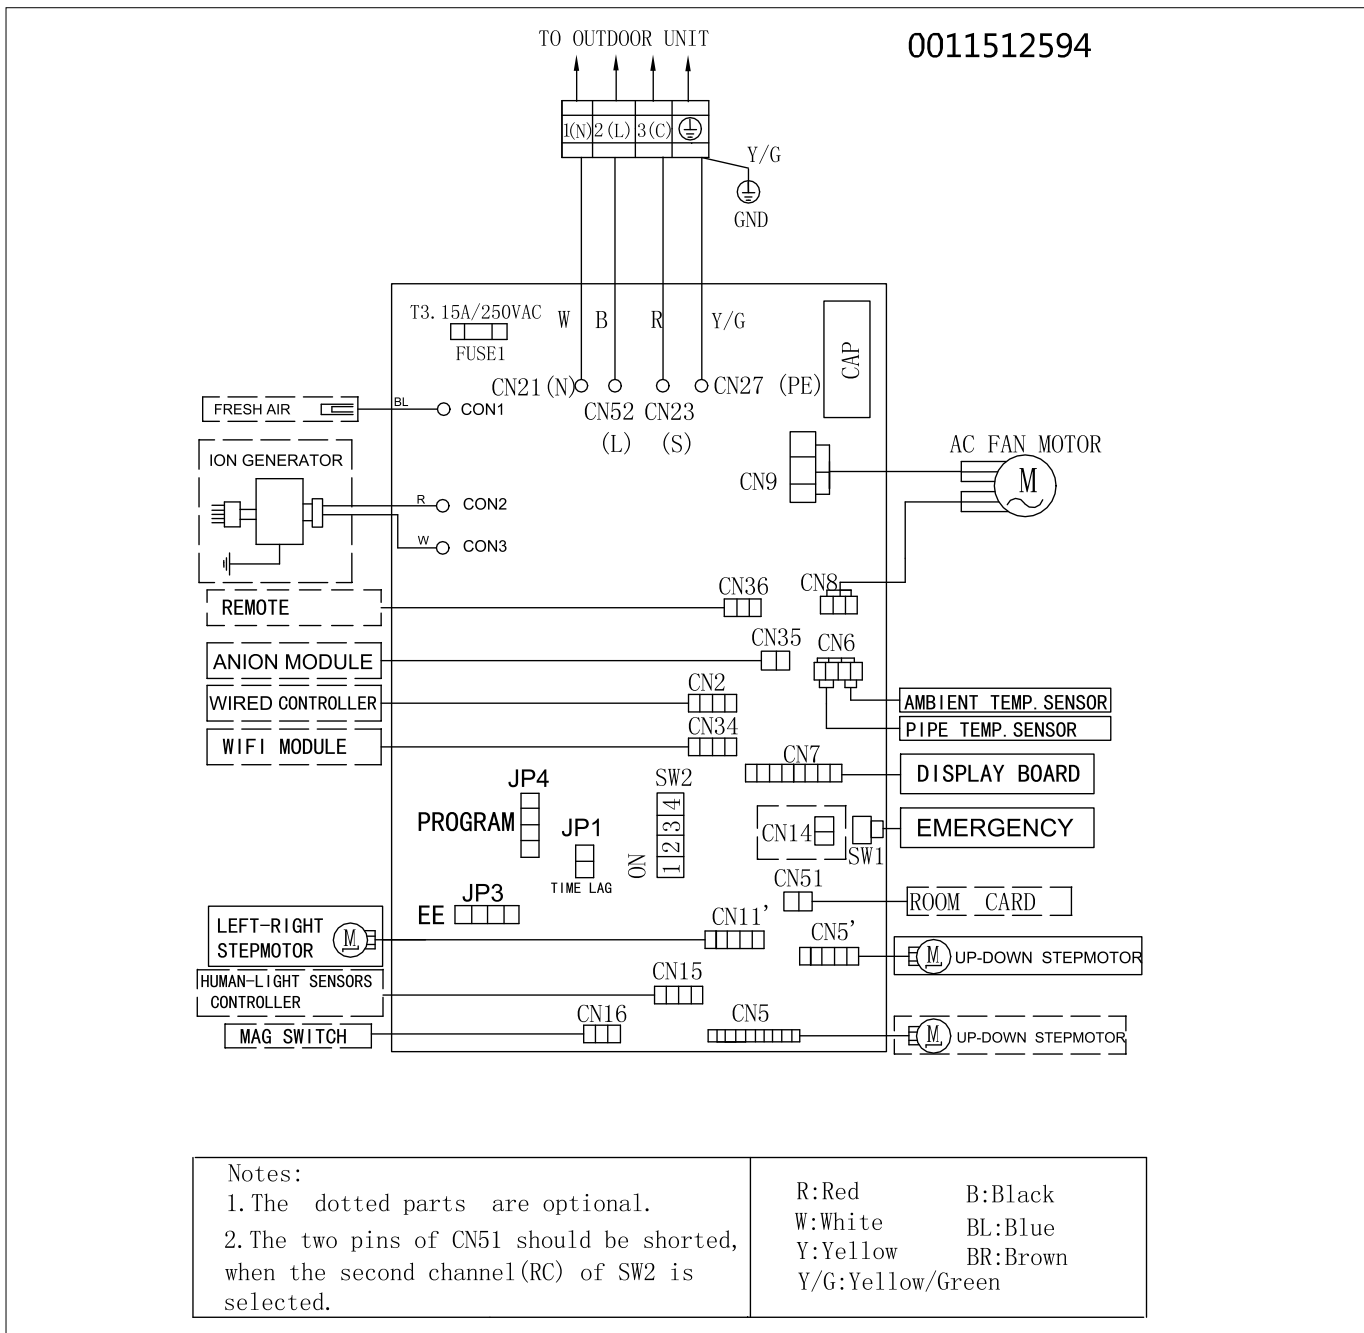 TO OUTDOOR UNIT
0011512594
1(N) 2(L) 3(C)
Y/G
GND
T3.15A/250VAC
FUSE1
W B R Y/G
CAP
CN21(N)
CN52
(L)
CN23
(S)
CN27 (PE)
FRESH AIR
BL
CON1
ION GENERATOR
R
CON2
W
CON3
CN9
AC FAN MOTOR
M
CN8
REMOTE
CN36
ANION MODULE
CN35
CN6
WIRED CONTROLLER
CN2
AMBIENT TEMP.SENSOR
PIPE TEMP.SENSOR
WIFI MODULE
CN34
CN7
DISPLAY BOARD
JP4
PROGRAM
JP1
TIME LAG
SW2
ON
1 2 3 4
CN14
SW1
EMERGENCY
JP3
EE
CN51
ROOM CARD
LEFT-RIGHT
STEPMOTOR
M
CN11'
CN5'
M
UP-DOWN STEPMOTOR
HUMAN-LIGHT SENSORS
CONTROLLER
CN15
MAG SWITCH
CN16
CN5
M
UP-DOWN STEPMOTOR
Notes:
1.The dotted parts are optional.
2.The two pins of CN51 should be shorted,
when the second channel(RC) of SW2 is
selected.
R:Red B:Black
W:White BL:Blue
Y:Yellow BR:Brown
Y/G:Yellow/Green